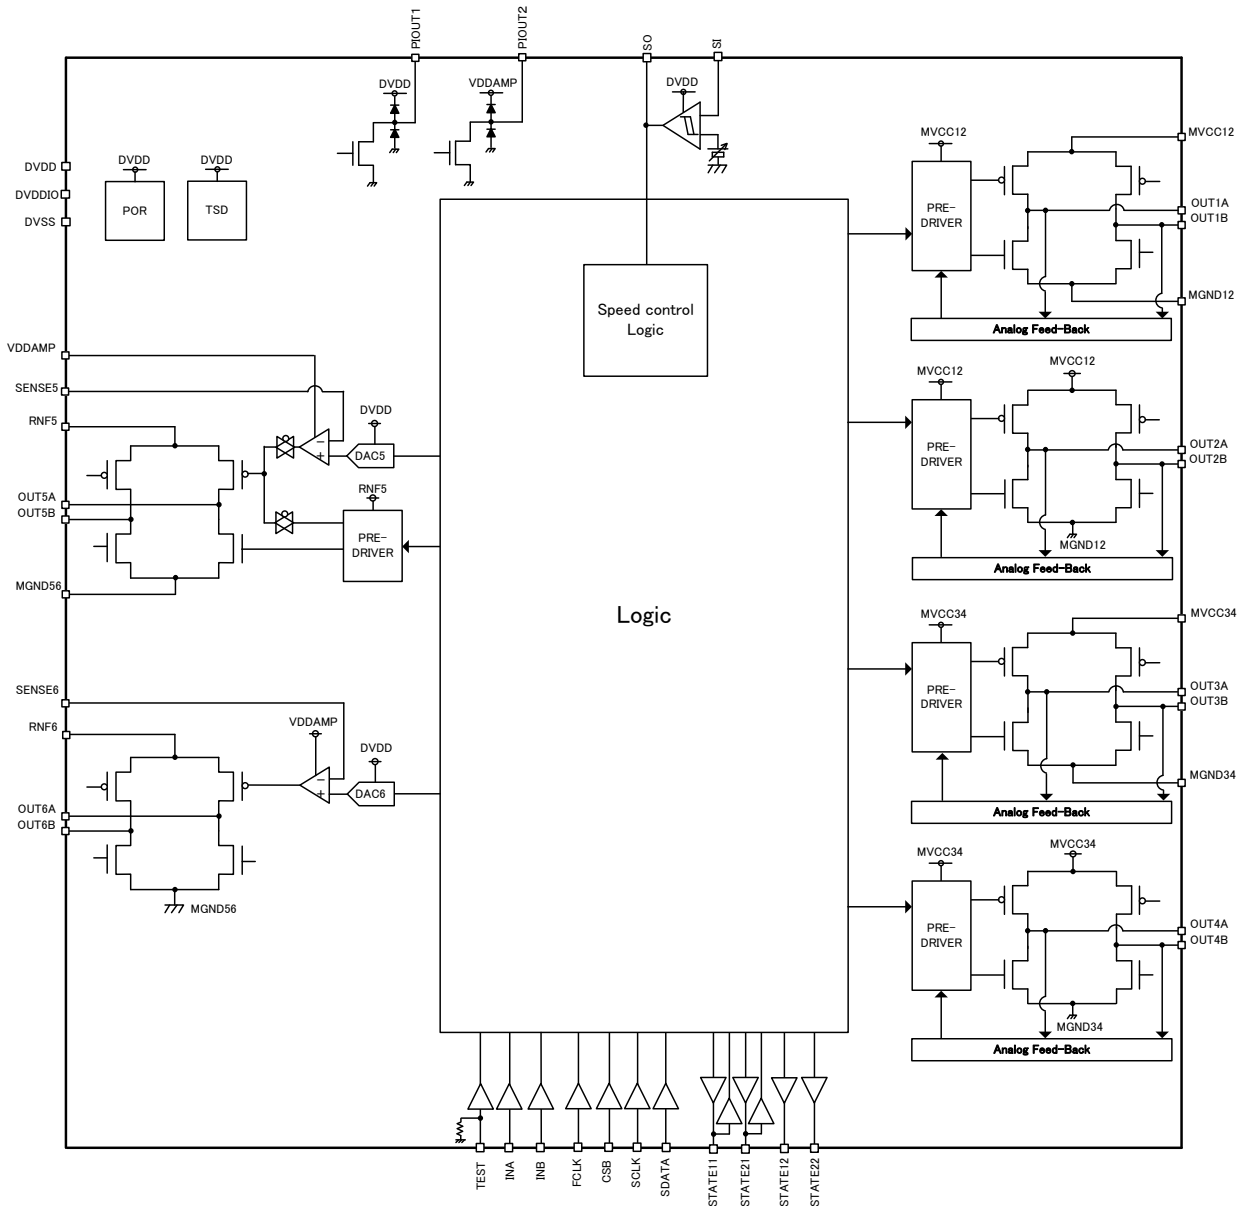 PIOUT1
PIOUT2
SO
SI
DVDD
VDDAMP
DVDD
MVCC12
MVCC12
DVDD
DVDDIO
DVSS
DVDD
POR
DVDD
TSD
PRE-
DRIVER
OUT1A
OUT1B
MGND12
Analog Feed-Back
Speed control
Logic
VDDAMP
SENSE5
RNF5
DVDD
DAC5
- +
RNF5
PRE-
DRIVER
OUT5A
OUT5B
MGND56
MVCC12
MVCC12
PRE-
DRIVER
OUT2A
OUT2B
MGND12
Analog Feed-Back
Logic
MVCC34
MVCC34
PRE-
DRIVER
OUT3A
OUT3B
MGND34
Analog Feed-Back
SENSE6
RNF6
VDDAMP
DVDD
DAC6
- +
OUT6A
OUT6B
MGND56
MVCC34
MVCC34
PRE-
DRIVER
OUT4A
OUT4B
MGND34
Analog Feed-Back
TEST
INA
INB
FCLK
CSB
SCLK
SDATA
STATE11
STATE21
STATE12
STATE22